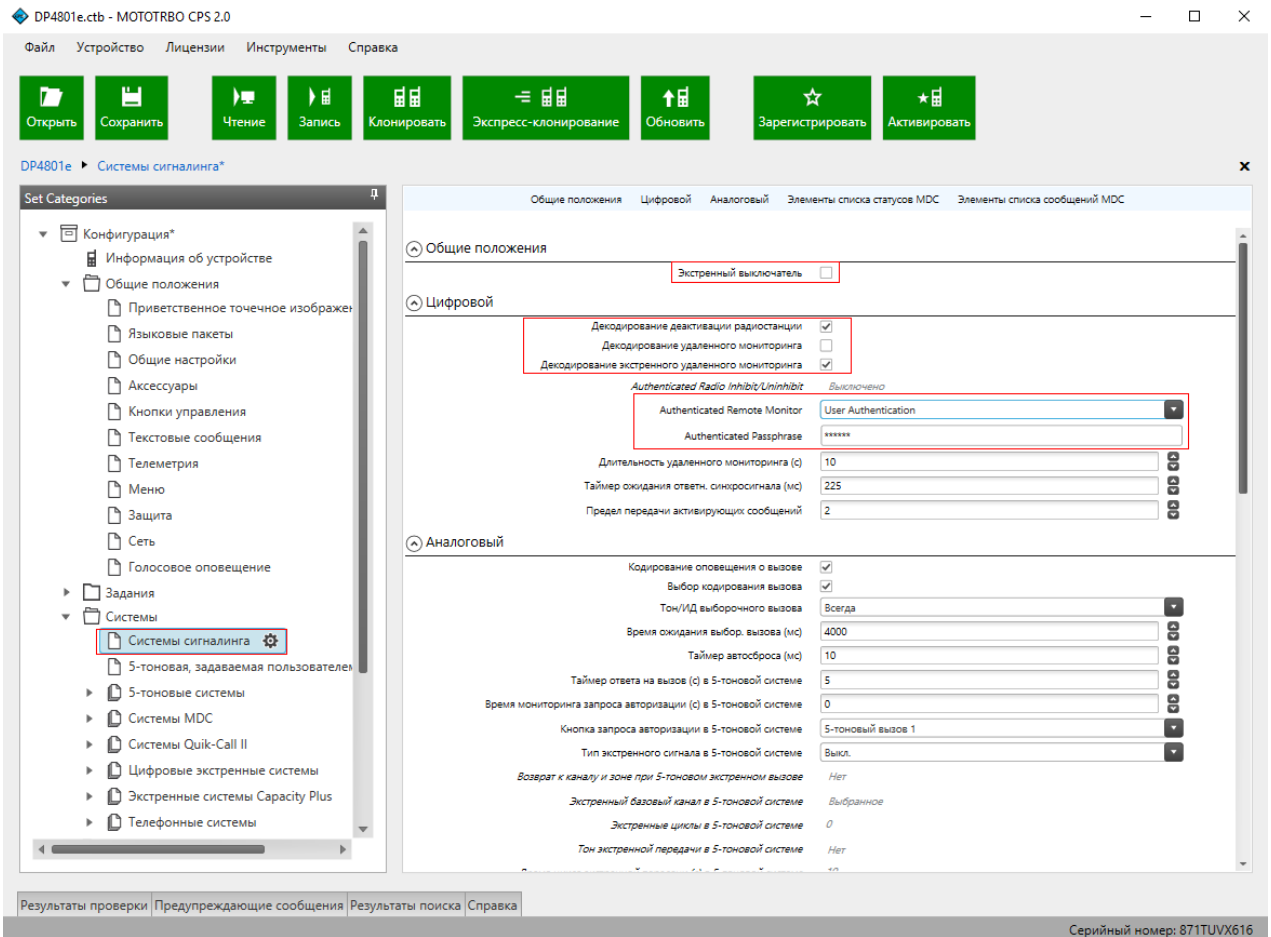 DP4801e.ctb - MOTOTRBO CPS 2.0
Файл Устройство Лицензии Инструменты Справка
Открыть Сохранить Чтение Запись Клонировать Экспресс-клонирование Обновить Зарегистрировать Активировать
DP4801e Системы сигналинга*
Set Categories
Конфигурация*
Информация об устройстве
Общие положения
Приветственное точечное изображен
Языковые пакеты
Общие настройки
Аксессуары
Кнопки управления
Текстовые сообщения
Телеметрия
Меню
Защита
Сеть
Голосовое оповещение
Задания
Системы
Системы сигналинга
5-тоновая, задаваемая пользователем
5-тоновые системы
Системы MDC
Системы Quik-Call II
Цифровые экстренные системы
Экстренные системы Capacity Plus
Телефонные системы
Общие положения Цифровой Аналоговый Элементы списка статусов MDC Элементы списка сообщений MDC
Общие положения
Экстренный выключатель
Цифровой
Декодирование деактивации радиостанции
Декодирование удаленного мониторинга
Декодирование экстренного удаленного мониторинга
Authenticated Radio Inhibit/Uninhibit Выключено
Authenticated Remote Monitor User Authentication
Authenticated Passphrase ******
Длительность удаленного мониторинга (с) 10
Таймер ожидания ответн. синхросигнала (мс) 225
Предел передачи активирующих сообщений 2
Аналоговый
Кодирование оповещения о вызове
Выбор кодирования вызова
Тон/ИД выборочного вызова Всегда
Время ожидания выбор. вызова (мс) 4000
Таймер автосброса (мс) 10
Таймер ответа на вызов (с) в 5-тоновой системе 5
Время мониторинга запроса авторизации (с) в 5-тоновой системе 0
Кнопка запроса авторизации в 5-тоновой системе 5-тоновый вызов 1
Тип экстренного сигнала в 5-тоновой системе Выкл.
Возврат к каналу и зоне при 5-тоновом экстренном вызове Нет
Экстренный базовый канал в 5-тоновой системе Выбранное
Экстренные циклы в 5-тоновой системе 0
Тон экстренной передачи в 5-тоновой системе Нет
Результаты проверки Предупреждающие сообщения Результаты поиска Справка
Серийный номер: 871TUVX616